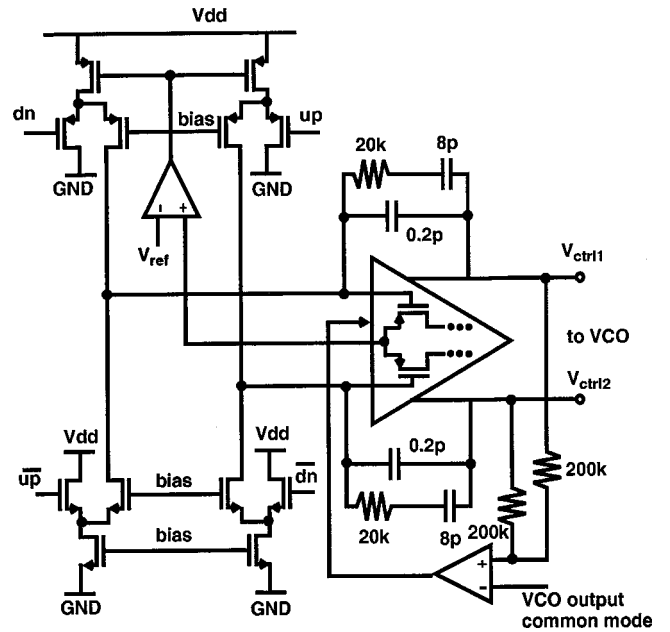 Vdd
dn
bias
up
GND
GND
Vref
20k
8p
0.2p
Vctrl1
to VCO
Vctrl2
Vdd
Vdd
up
bias
dn
bias
GND
GND
0.2p
20k
8p
200k
200k
VCO output
common mode
- +
+
-